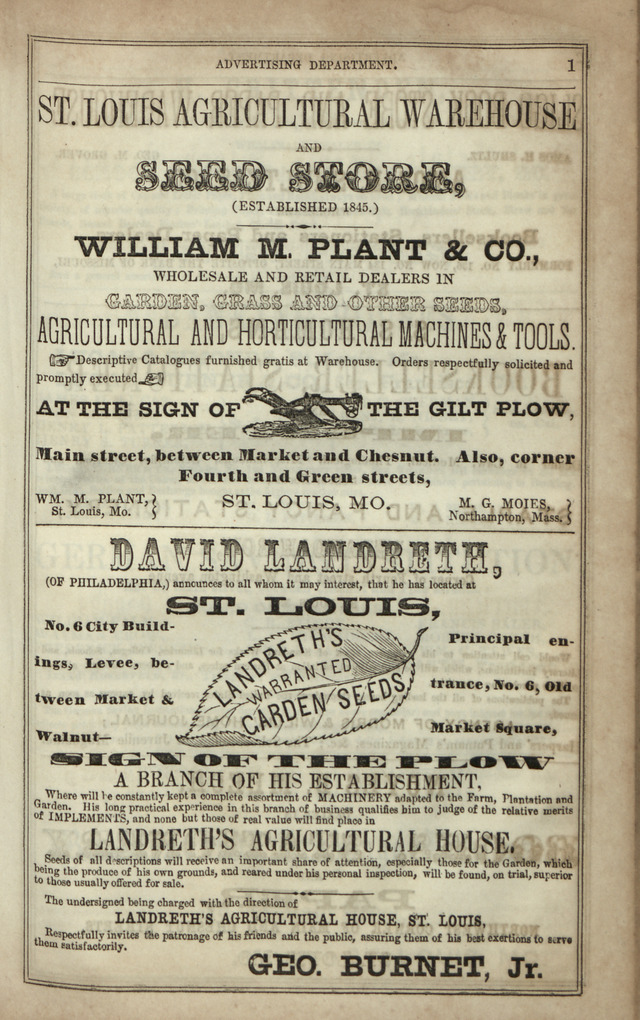 ADVERTISING DEPARTMENT. 1
ST. LOUIS AGRICULTURAL WAREHOUSE
AND
SEED STORE,
(ESTABLISHED 1845.)
WILLIAM M. PLANT & CO.,
WHOLESALE AND RETAIL DEALERS IN
GARDEN, GRASS AND OTHER SEEDS,
AGRICULTURAL AND HORTICULTURAL MACHINES & TOOLS.
☞Descriptive Catalogues furnished gratis at Warehouse. Orders respectfully solicited and
promptly executed.☜
AT THE SIGN OF THE GILT PLOW,
Main street, between Market and Chesnut. Also, corner
Fourth and Green streets,
WM. M. PLANT, } ST. LOUIS, MO. M. G. MOIES, }
St. Louis, Mo. Northampton, Mass.
DAVID LANDRETH,
(OF PHILADELPHIA,) announces to all whom it may interest, that he has located at
ST. LOUIS,
No. 6 City Build-
ings, Levee, be-
tween Market &
Walnut—
LANDRETH'S
WARRANTED
GARDEN SEEDS
Principal en-
trance, No. 6, Old
Market Square,
SIGN OF THE PLOW
A BRANCH OF HIS ESTABLISHMENT,
Where will be constantly kept a complete assortment of MACHINERY adapted to the Farm, Plantation and
Garden. His long practical experience in this branch of business qualifies him to judge of the relative merits
of IMPLEMENTS, and none but those of real value will find place in
LANDRETH'S AGRICULTURAL HOUSE.
Seeds of all descriptions will receive an important share of attention, especially those for the Garden, which
being the produce of his own grounds, and reared under his personal inspection, will be found, on trial, superior
to those usually offered for sale.
The undersigned being charged with the direction of
LANDRETH'S AGRICULTURAL HOUSE, ST. LOUIS,
Respectfully invites the patronage of his friends and the public, assuring them of his best exertions to serve
them satisfactorily.
GEO. BURNET, Jr.